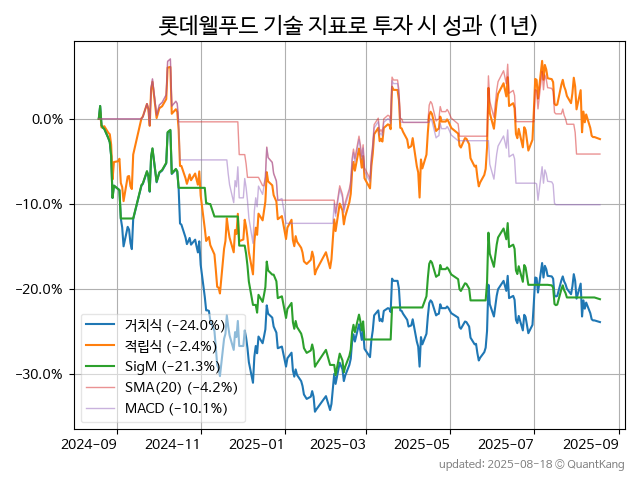 롯데웰푸드 기술 지표로 투자 시 성과 (1년)
0.0%
−10.0%
−20.0%
−30.0%
거치식 (−24.0%)
적립식 (−2.4%)
SigM (−21.3%)
SMA(20) (−4.2%)
MACD (−10.1%)
2024-09 2024-11 2025-01 2025-03 2025-05 2025-07 2025-09
updated: 2025-08-18 ⓒ QuantKang